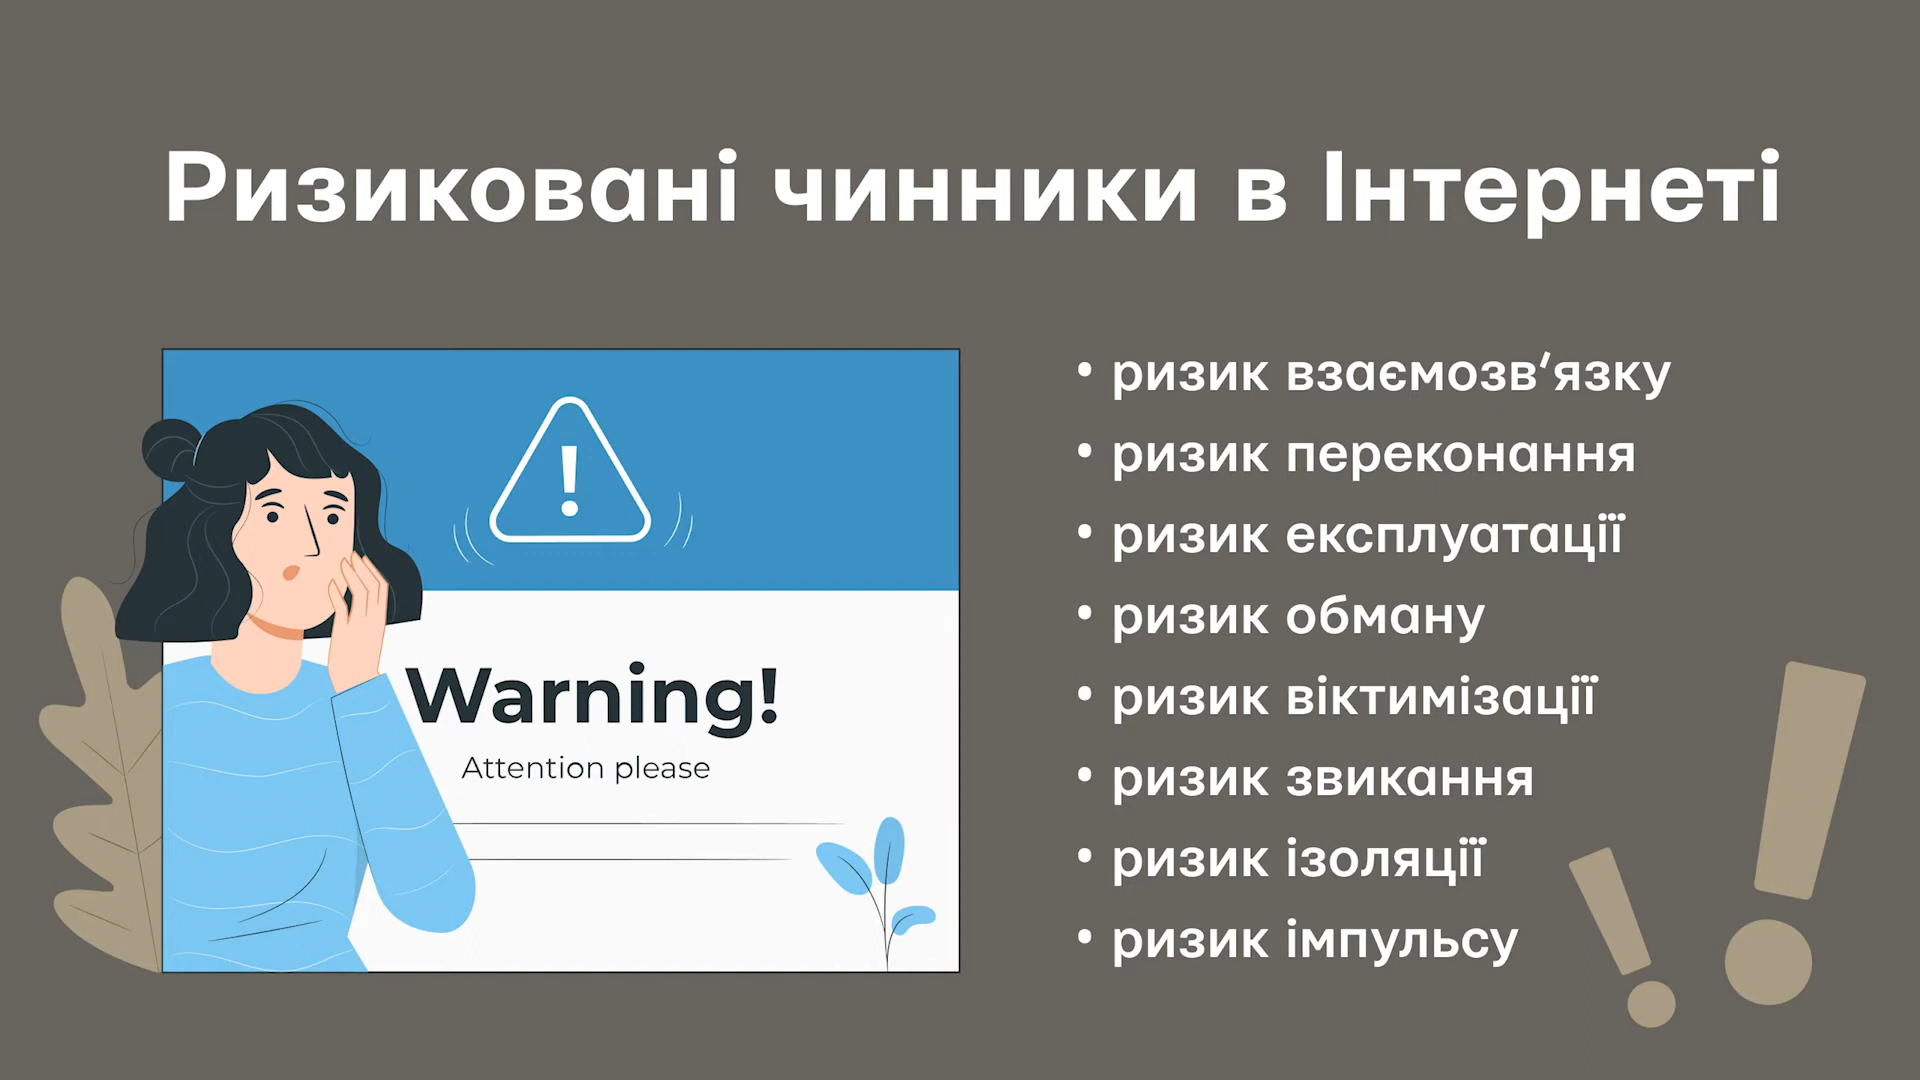 Ризиковані чинники в Інтернеті
!
Warning!
Attention please
• ризик взаємозв’язку
• ризик переконання
• ризик експлуатації
• ризик обману
• ризик віктимізації
• ризик звикання
• ризик ізоляції
• ризик імпульсу